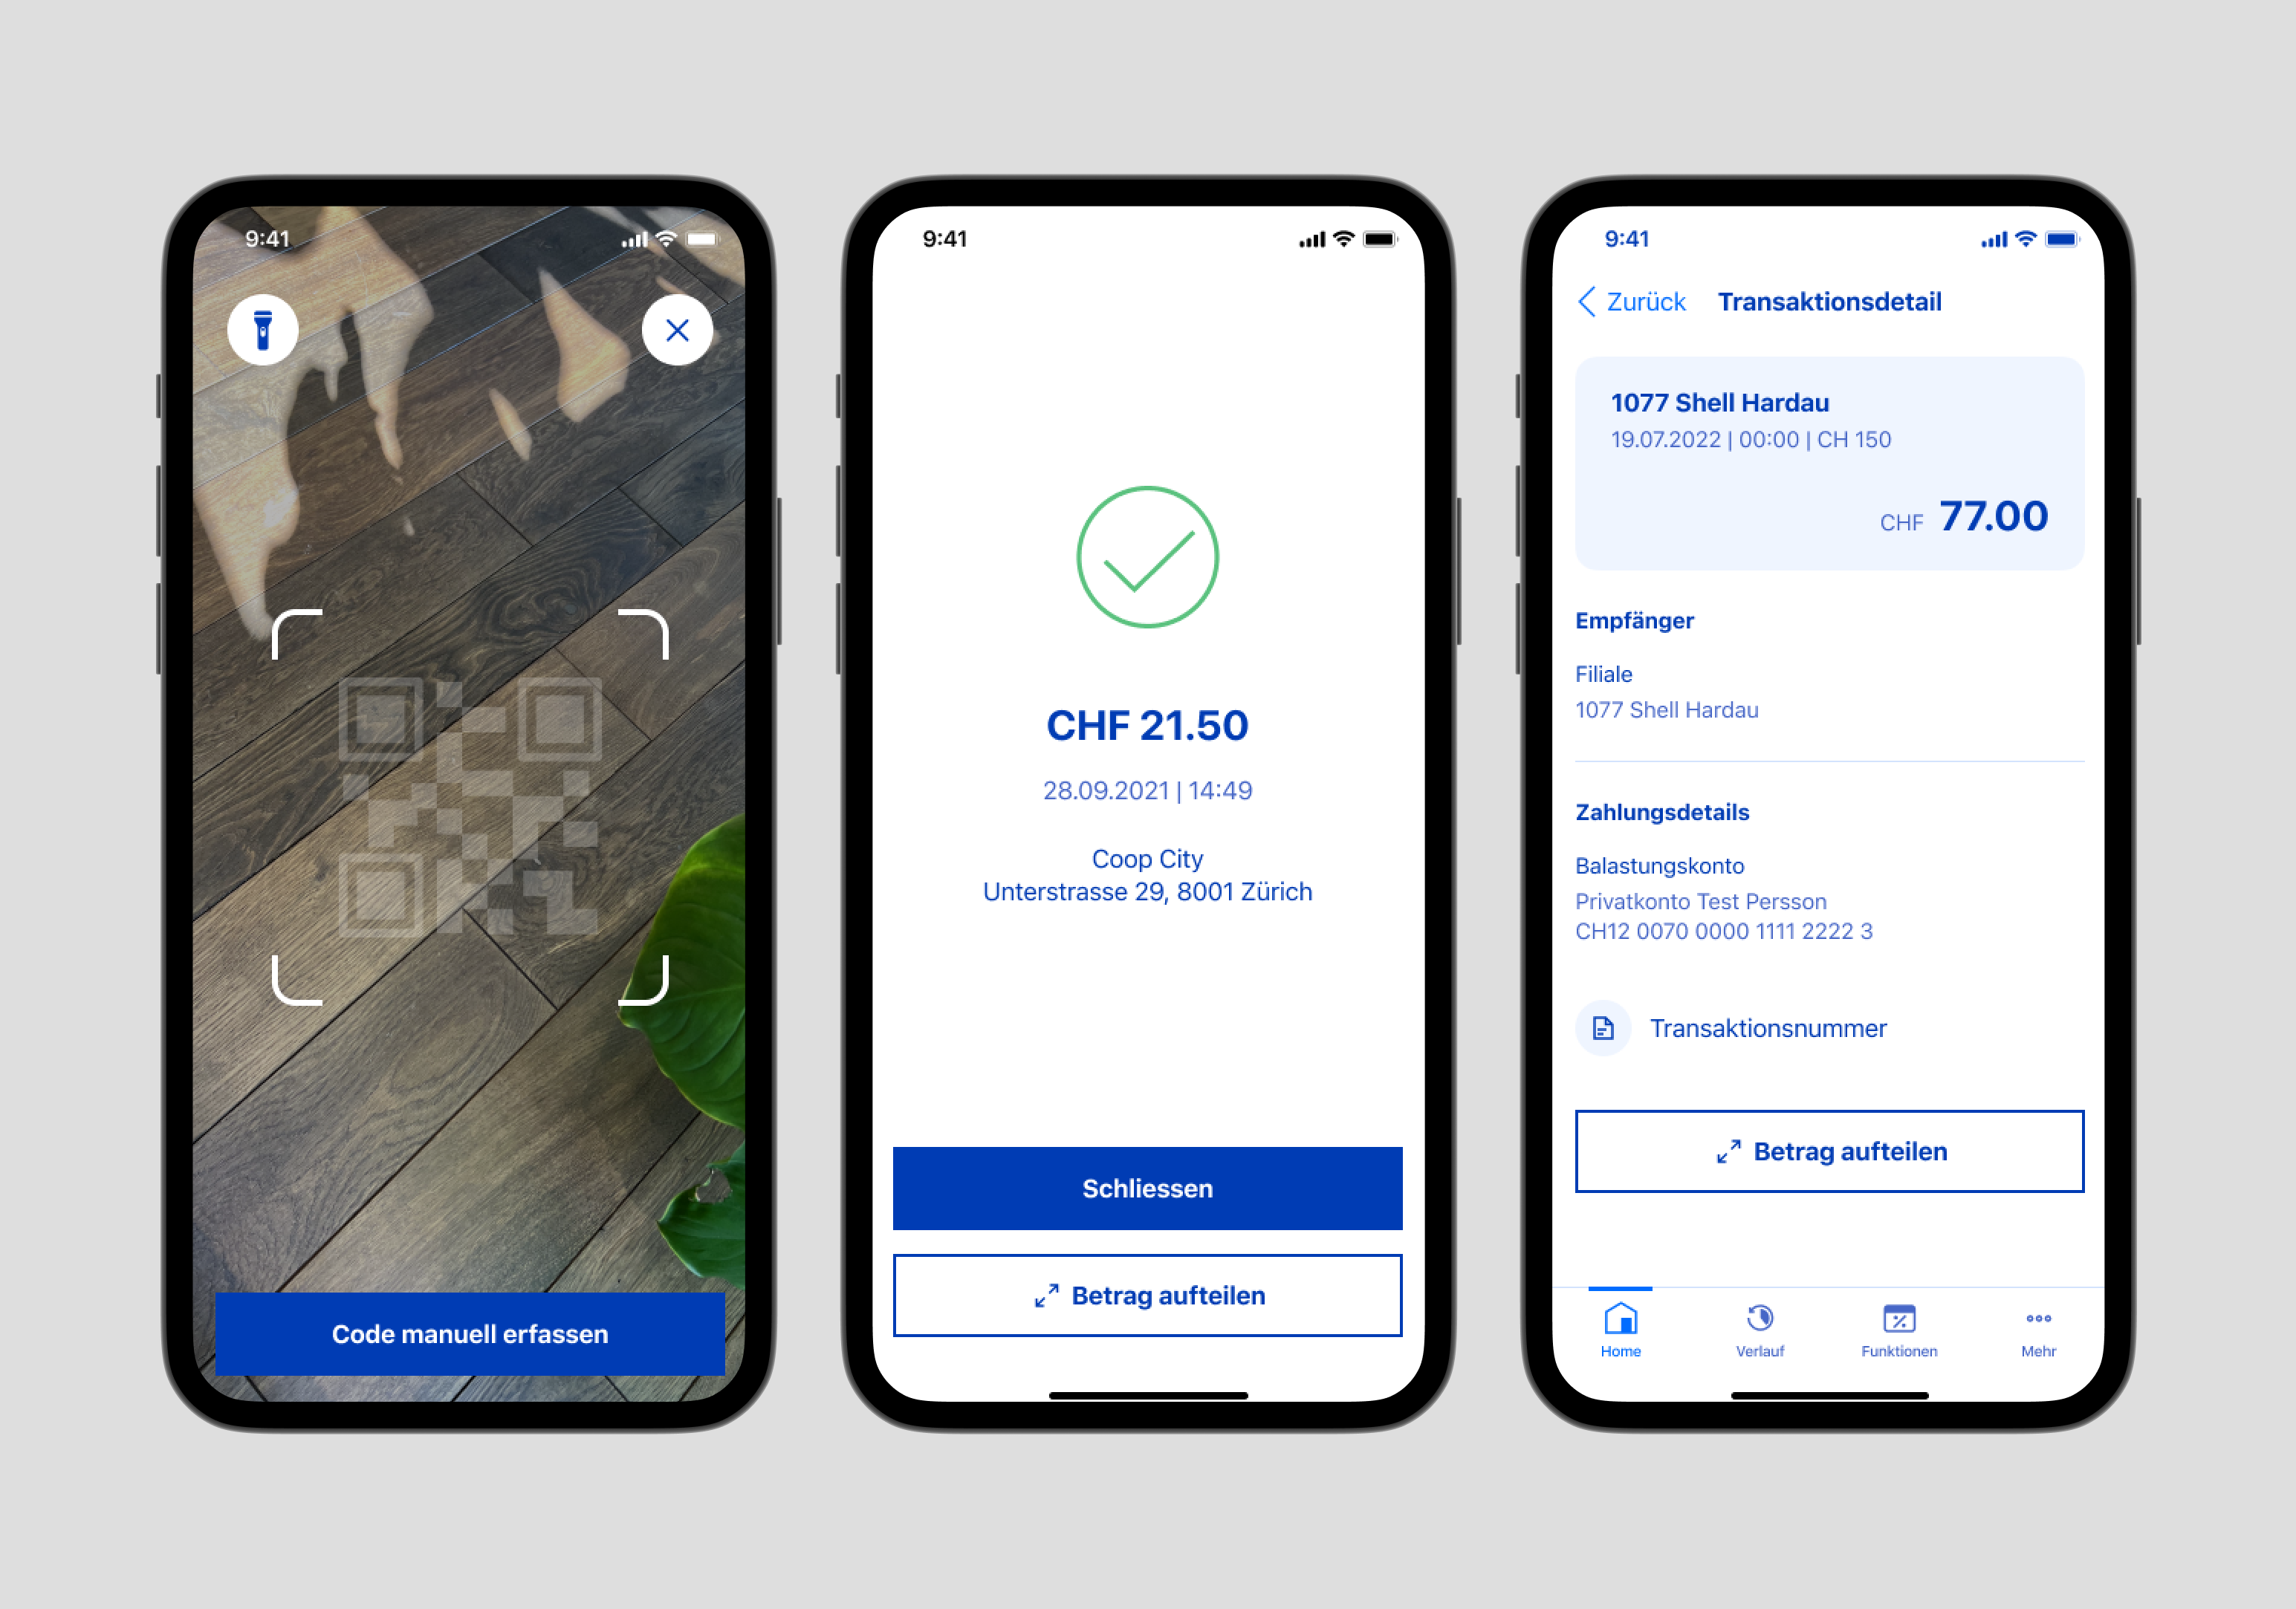 9:41
Code manuell erfassen
9:41
CHF 21.50
28.09.2021 | 14:49
Coop City
Unterstrasse 29, 8001 Zürich
Schliessen
Betrag aufteilen
9:41
Zurück Transaktionsdetail
1077 Shell Hardau
19.07.2022 | 00:00 | CH 150
CHF 77.00
Empfänger
Filiale
1077 Shell Hardau
Zahlungsdetails
Balastungskonto
Privatkonto Test Persson
CH12 0070 0000 1111 2222 3
Transaktionsnummer
Betrag aufteilen
Home Verlauf Funktionen Mehr